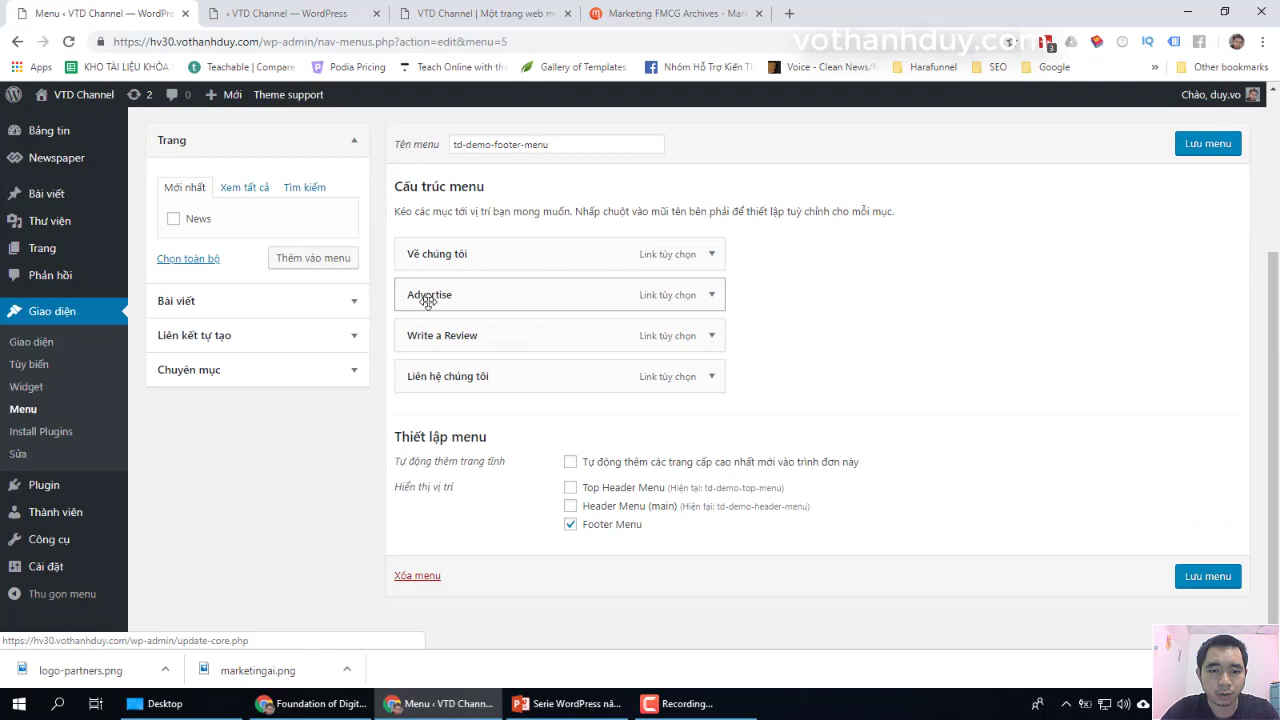 Menu ‹ VTD Channel — WordPress
‹ VTD Channel — WordPress
VTD Channel | Một trang web m
Marketing FMCG Archives - Mark
https://hv30.vothanhduy.com/wp-admin/nav-menus.php?action=edit&menu=5
vothanhduy.com
3
Apps
KHO TÀI LIỆU KHÓA
Teachable | Compare
Podia Pricing
Teach Online with the
Gallery of Templates
Nhóm Hỗ Trợ Kiến T
Voice - Clean News/
Harafunnel
SEO
Google
Other bookmarks
VTD Channel
2
0
Mới
Theme support
Chào, duy.vo
Bảng tin
Newspaper
Bài viết
Thư viện
Trang
Phản hồi
Giao diện
Giao diện
Tùy biến
Widget
Menu
Install Plugins
Sửa
Plugin
Thành viên
Công cụ
Cài đặt
Thu gọn menu
Trang
Mới nhất
Xem tất cả
Tìm kiếm
News
Chọn toàn bộ
Thêm vào menu
Bài viết
Liên kết tự tạo
Chuyên mục
Tên menu
td-demo-footer-menu
Lưu menu
Cấu trúc menu
Kéo các mục tới vị trí bạn mong muốn. Nhấp chuột vào mũi tên bên phải để thiết lập tuỳ chỉnh cho mỗi mục.
Về chúng tôi
Link tùy chọn
Advertise
Link tùy chọn
Write a Review
Link tùy chọn
Liên hệ chúng tôi
Link tùy chọn
Thiết lập menu
Tự động thêm trang tĩnh
Tự động thêm các trang cấp cao nhất mới vào trình đơn này
Hiển thị vị trí
Top Header Menu (Hiện tại: td-demo-top-menu)
Header Menu (main) (Hiện tại: td-demo-header-menu)
Footer Menu
Xóa menu
Lưu menu
https://hv30.vothanhduy.com/wp-admin/update-core.php
logo-partners.png
marketingai.png
Desktop
Foundation of Digit...
Menu ‹ VTD Chann...
Serie WordPress nâ...
Recording...